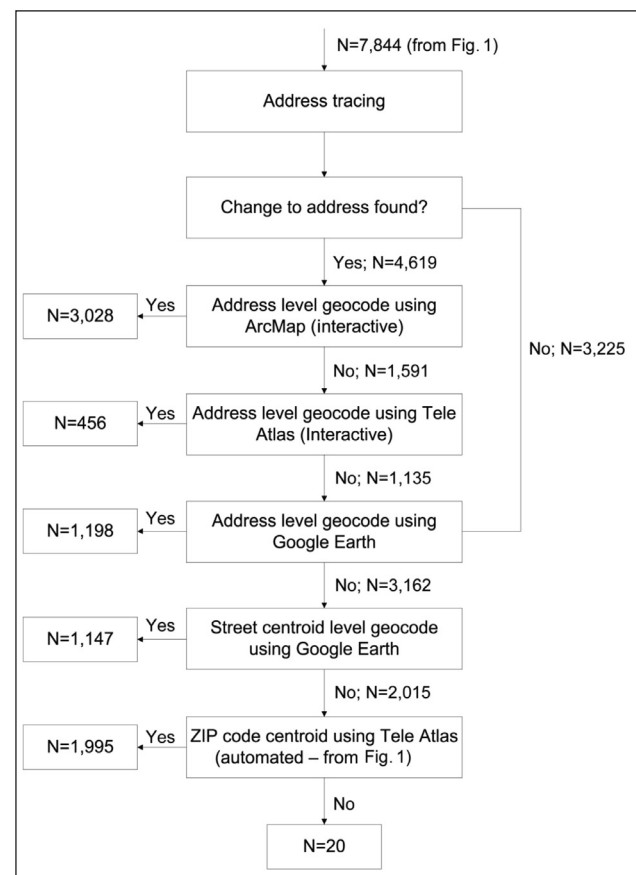 N=7,844 (from Fig. 1)
Address tracing
Change to address found?
Yes; N=4,619
Address level geocode using
ArcMap (interactive)
Yes
N=3,028
No; N=3,225
No; N=1,591
Address level geocode using Tele
Atlas (Interactive)
Yes
N=456
No; N=1,135
Address level geocode using
Google Earth
Yes
N=1,198
No; N=3,162
Street centroid level geocode
using Google Earth
Yes
N=1,147
No; N=2,015
ZIP code centroid using Tele Atlas
(automated – from Fig. 1)
Yes
N=1,995
No
N=20